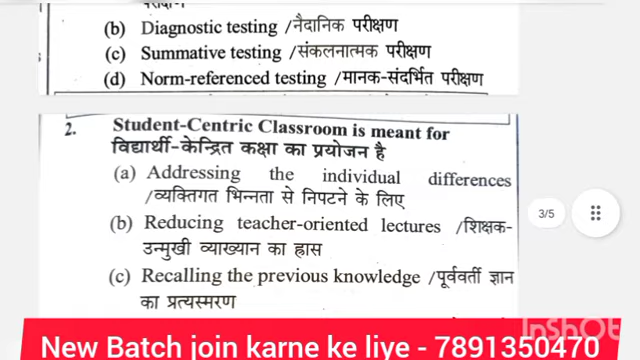 परीक्षण
(b) Diagnostic testing /नैदानिक परीक्षण
(c) Summative testing /संकलनात्मक परीक्षण
(d) Norm-referenced testing /मानक-संदर्भित परीक्षण
2. Student-Centric Classroom is meant for
विद्यार्थी-केन्द्रित कक्षा का प्रयोजन है
(a) Addressing the individual differences
/व्यक्तिगत भिन्नता से निपटने के लिए
(b) Reducing teacher-oriented lectures /शिक्षक-
उन्मुखी व्याख्यान का ह्रास
(c) Recalling the previous knowledge /पूर्ववर्ती ज्ञान
का प्रत्यस्मरण
3/5
InShOt
New Batch join karne ke liye - 7891350470